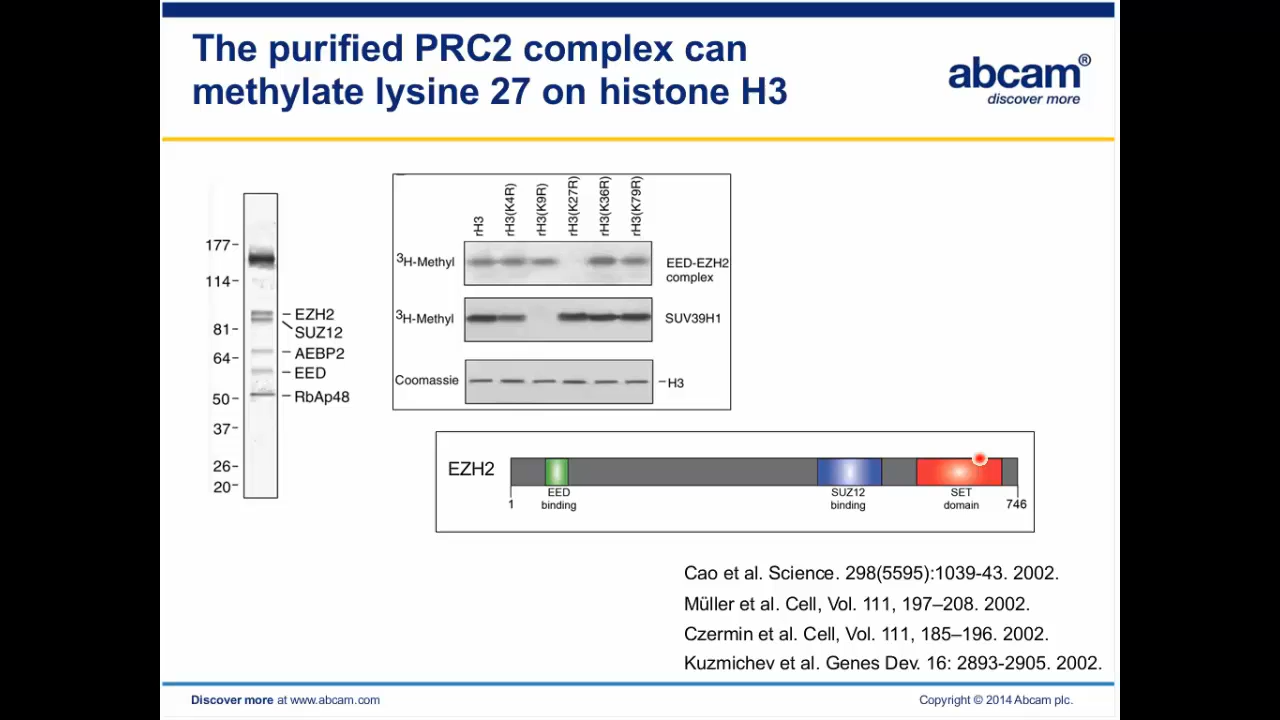 The purified PRC2 complex can
methylate lysine 27 on histone H3
abcam®
discover more
177
114
81
64
50
37
26
20
EZH2
SUZ12
AEBP2
EED
RbAp48
rH3
rH3(K4R)
rH3(K9R)
rH3(K27R)
rH3(K36R)
rH3(K79R)
3H-Methyl
EED-EZH2
complex
3H-Methyl
SUV39H1
Coomassie
H3
EZH2
EED
binding
SUZ12
binding
SET
domain
1
746
Cao et al. Science. 298(5595):1039-43. 2002.
Müller et al. Cell, Vol. 111, 197–208. 2002.
Czermin et al. Cell, Vol. 111, 185–196. 2002.
Kuzmichev et al. Genes Dev. 16: 2893-2905. 2002.
Discover more at www.abcam.com
Copyright © 2014 Abcam plc.